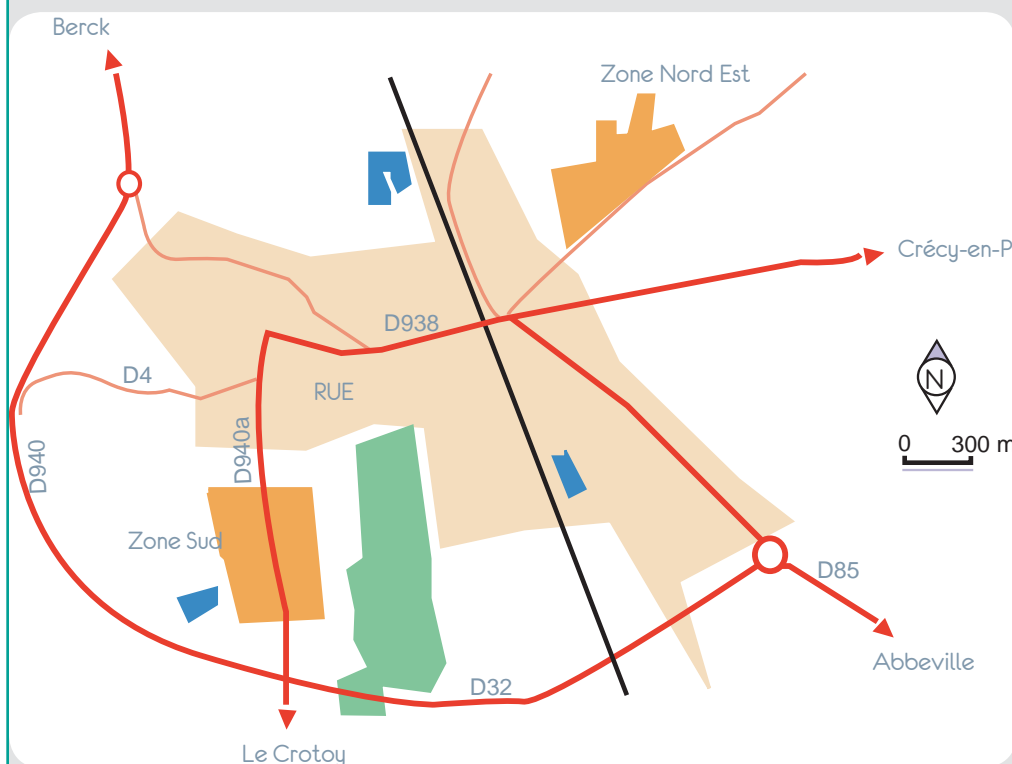 Berck
Zone Nord Est
Crécy-en-P
D938
D4
RUE
N
0 300 m
D940
D940a
Zone Sud
D85
Abbeville
D32
Le Crotoy